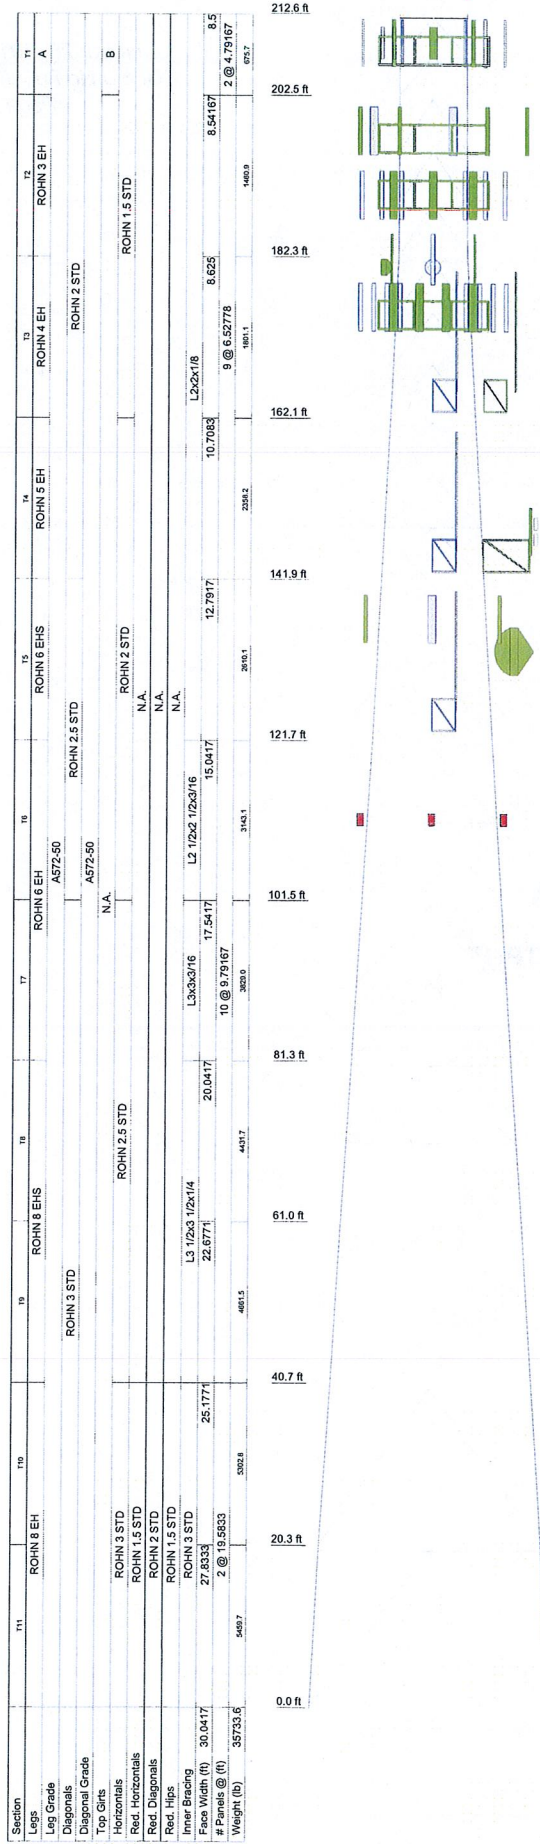 Section T11 T10 T9 T8 T7 T6 T5 T4 T3 T2 T1
Legs ROHN 8 EH ROHN 8 EHS ROHN 6 EH ROHN 6 EHS ROHN 5 EH ROHN 4 EH ROHN 3 EH A
Leg Grade A572-50
Diagonals ROHN 3 STD ROHN 2.5 STD ROHN 2 STD
Diagonal Grade A572-50
Top Girts N.A. B
Horizontals ROHN 3 STD ROHN 2.5 STD ROHN 2 STD ROHN 1.5 STD
Red. Horizontals ROHN 1.5 STD N.A.
Red. Diagonals ROHN 2 STD N.A.
Red. Hips ROHN 1.5 STD N.A.
Inner Bracing ROHN 3 STD L3 1/2x3 1/2x1/4 L3x3x3/16 L2 1/2x2 1/2x3/16 L2x2x1/8
Face Width (ft) 30.0417 27.8333 25.1771 22.6771 20.0417 17.5417 15.0417 12.7917 10.7083 8.625 8.54167 8.5
# Panels @ (ft) 2 @ 19.5833 10 @ 9.79167 9 @ 6.52778 2 @ 4.79167
Weight (lb) 35733.6 5459.7 5302.8 4661.5 4431.7 3829.0 3143.1 2610.1 2358.2 1801.1 1460.9 675.7
212.6 ft
202.5 ft
182.3 ft
162.1 ft
141.9 ft
121.7 ft
101.5 ft
81.3 ft
61.0 ft
40.7 ft
20.3 ft
0.0 ft